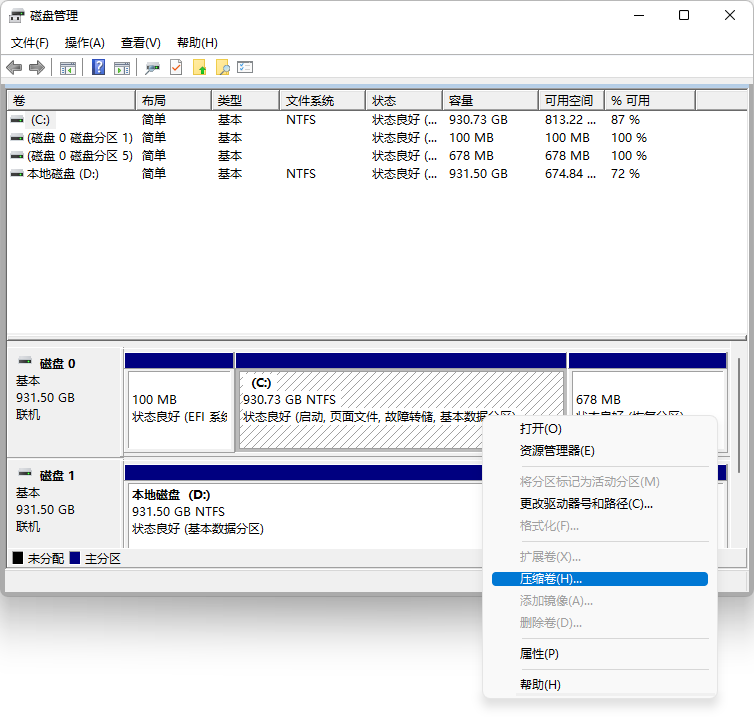 磁盘管理
文件(F) 操作(A) 查看(V) 帮助(H)
卷 布局 类型 文件系统 状态 容量 可用空间 % 可用
(C:) 简单 基本 NTFS 状态良好 (... 930.73 GB 813.22 ... 87 %
(磁盘 0 磁盘分区 1) 简单 基本 状态良好 (... 100 MB 100 MB 100 %
(磁盘 0 磁盘分区 5) 简单 基本 状态良好 (... 678 MB 678 MB 100 %
本地磁盘 (D:) 简单 基本 NTFS 状态良好 (... 931.50 GB 674.84 ... 72 %
磁盘 0
基本
931.50 GB
联机
100 MB
状态良好 (EFI 系统
(C:)
930.73 GB NTFS
状态良好 (启动, 页面文件, 故障转储, 基本数据分区)
678 MB
状态良好 (恢复分区)
磁盘 1
基本
931.50 GB
联机
本地磁盘 (D:)
931.50 GB NTFS
状态良好 (基本数据分区)
未分配 主分区
打开(O)
资源管理器(E)
将分区标记为活动分区(M)
更改驱动器号和路径(C)...
格式化(F)...
扩展卷(X)...
压缩卷(H)...
添加镜像(A)...
删除卷(D)...
属性(P)
帮助(H)